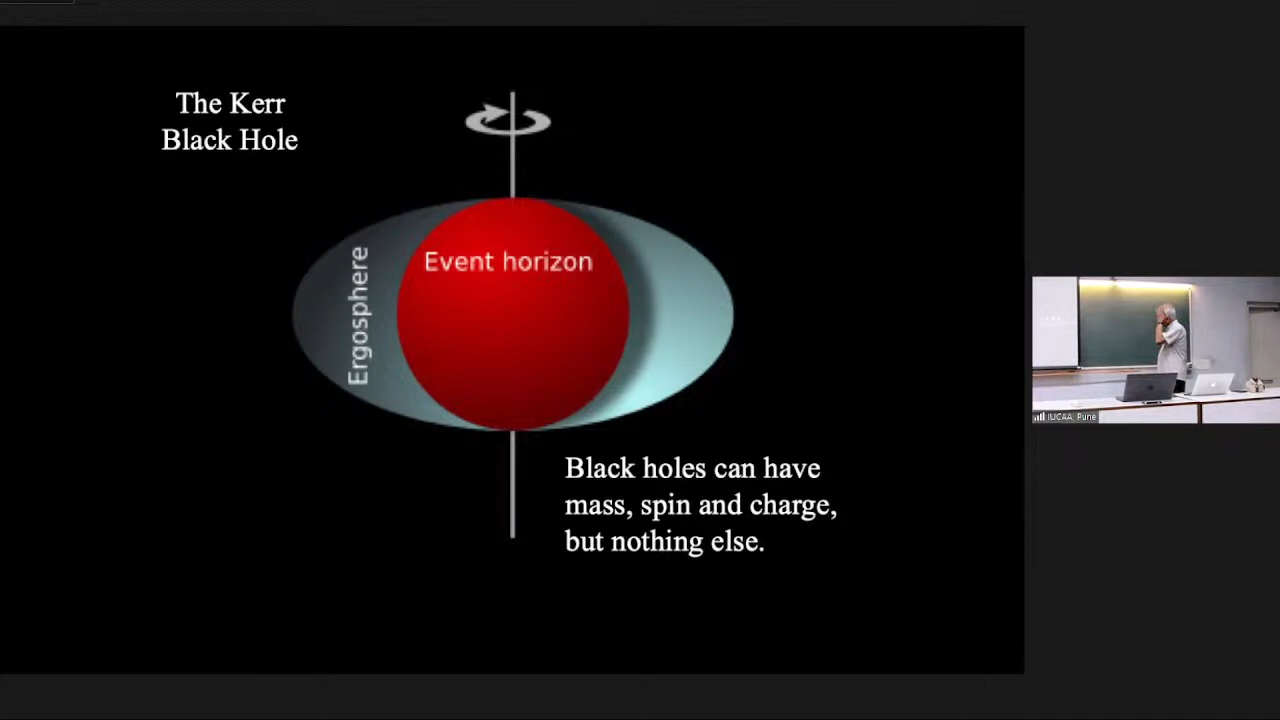 The Kerr
Black Hole
Event horizon
Ergosphere
Black holes can have
mass, spin and charge,
but nothing else.
IUCAA, Pune